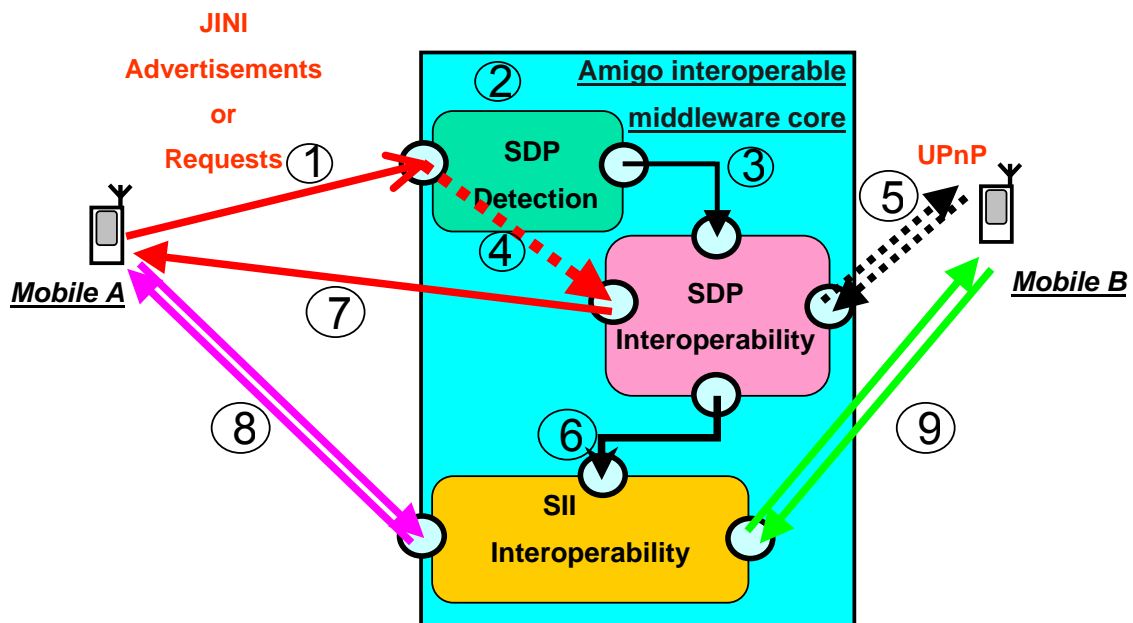 JINI
Advertisements
or
Requests
1
2
Amigo interoperable
middleware core
SDP
Detection
3
4
UPnP
5
Mobile A
Mobile B
7
SDP
Interoperability
8
6
9
SII
Interoperability